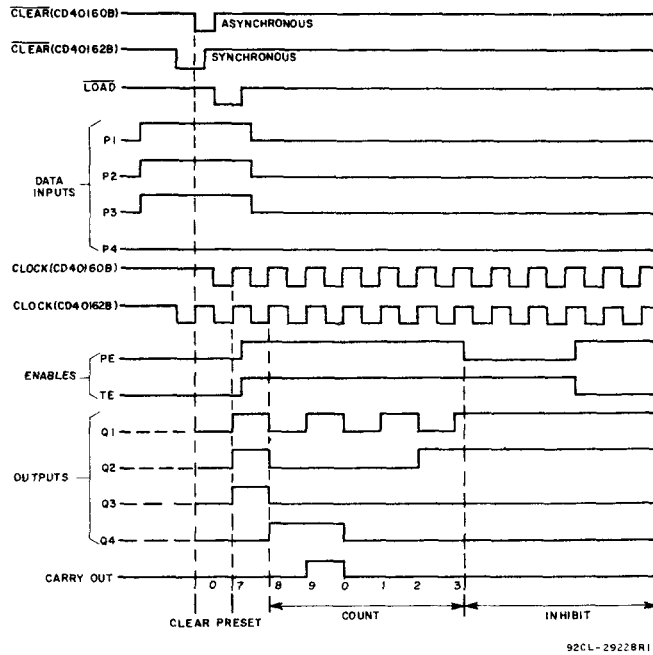 CLEAR(CD40160B)
ASYNCHRONOUS
CLEAR(CD40162B)
SYNCHRONOUS
LOAD
DATA INPUTS
P1
P2
P3
P4
CLOCK(CD40160B)
CLOCK(CD40162B)
ENABLES
PE
TE
OUTPUTS
Q1
Q2
Q3
Q4
CARRY OUT
0 7 8 9 0 1 2 3
CLEAR PRESET
COUNT
INHIBIT
92CL-29228R1